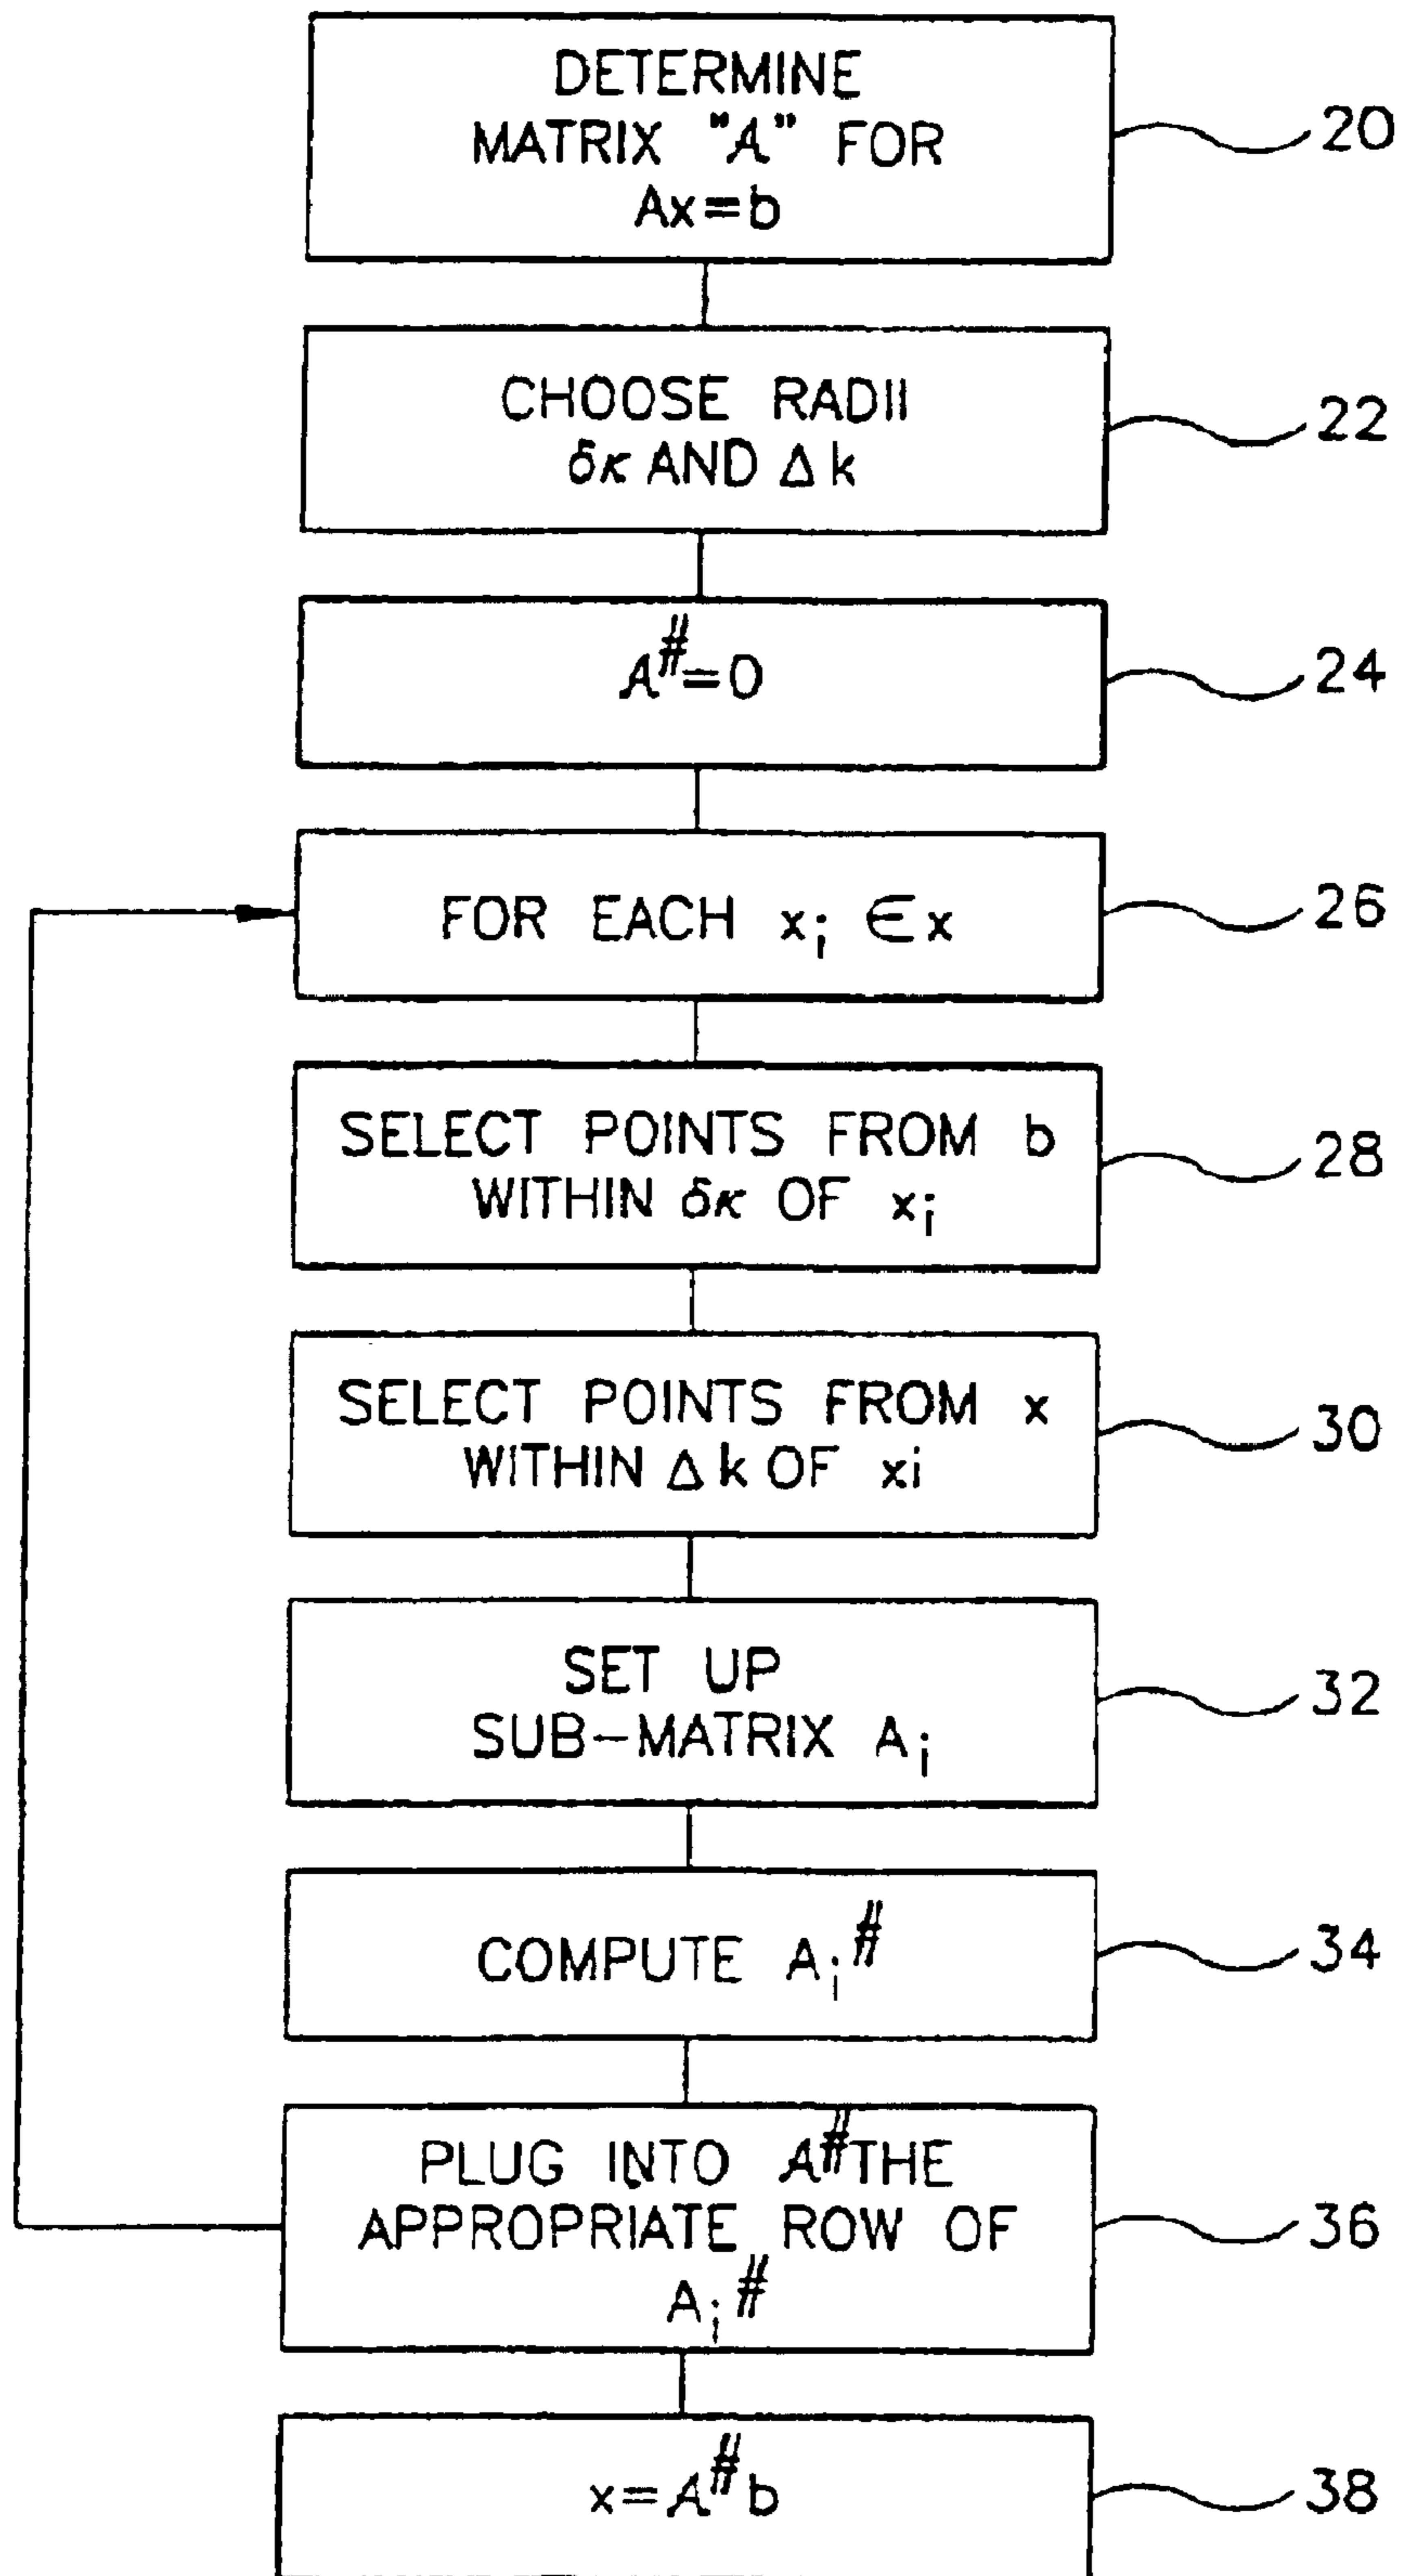 DETERMINE
MATRIX "A" FOR
Ax=b
20
CHOOSE RADII
δκ AND Δk
22
A#=0
24
FOR EACH xi ∈x
26
SELECT POINTS FROM b
WITHIN δκ OF xi
28
SELECT POINTS FROM x
WITHIN Δk OF xi
30
SET UP
SUB-MATRIX Ai
32
COMPUTE Ai#
34
PLUG INTO A# THE
APPROPRIATE ROW OF
Ai#
36
x=A#b
38